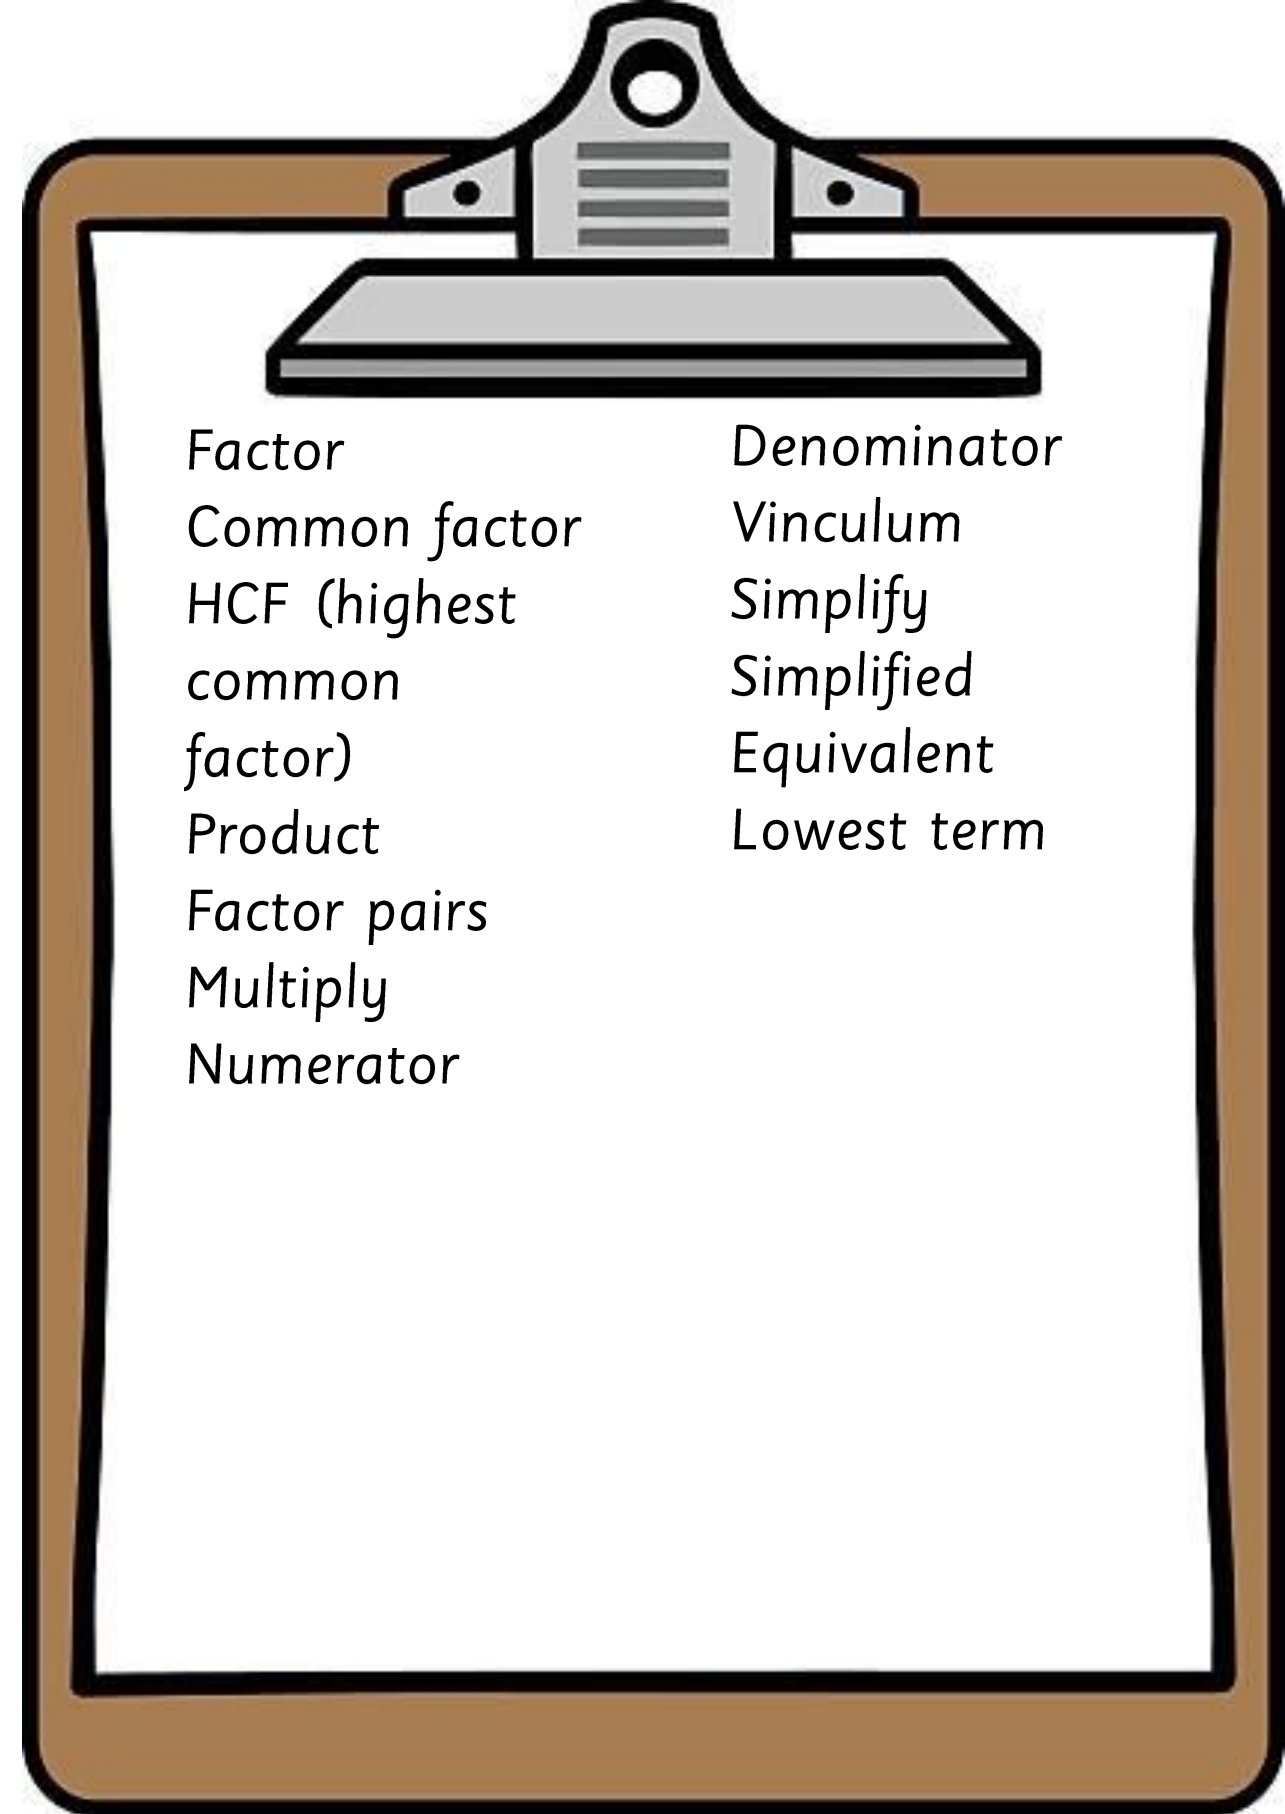 Factor
Common factor
HCF (highest
common
factor)
Product
Factor pairs
Multiply
Numerator
Denominator
Vinculum
Simplify
Simplified
Equivalent
Lowest term